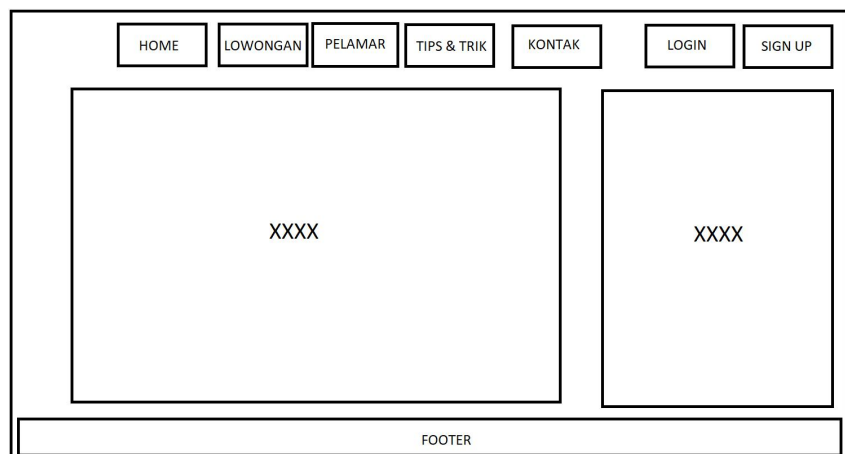 HOME LOWONGAN PELAMAR TIPS & TRIK KONTAK LOGIN SIGN UP
XXXX XXXX
FOOTER